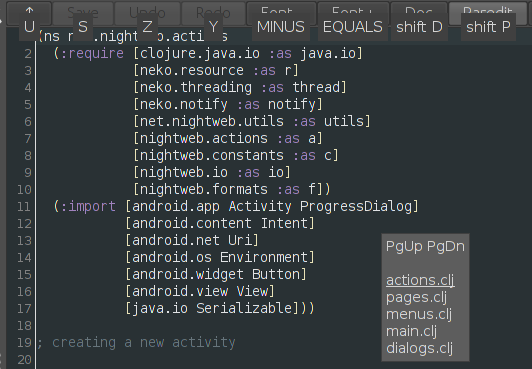 ↑ Save Undo Redo Font - Font + Doc Paredit
U S Z Y MINUS EQUALS shift D shift P
(ns
2 (:require [clojure.java.io :as java.io]
3 [neko.resource :as r]
4 [neko.threading :as thread]
5 [neko.notify :as notify]
6 [net.nightweb.utils :as utils]
7 [nightweb.actions :as a]
8 [nightweb.constants :as c]
9 [nightweb.io :as io]
10 [nightweb.formats :as f])
11 (:import [android.app Activity ProgressDialog]
12 [android.content Intent]
13 [android.net Uri]
14 [android.os Environment]
15 [android.widget Button]
16 [android.view View]
17 [java.io Serializable]))
18
19 ; creating a new activity
20
PgUp PgDn
actions.clj
pages.clj
menus.clj
main.clj
dialogs.clj